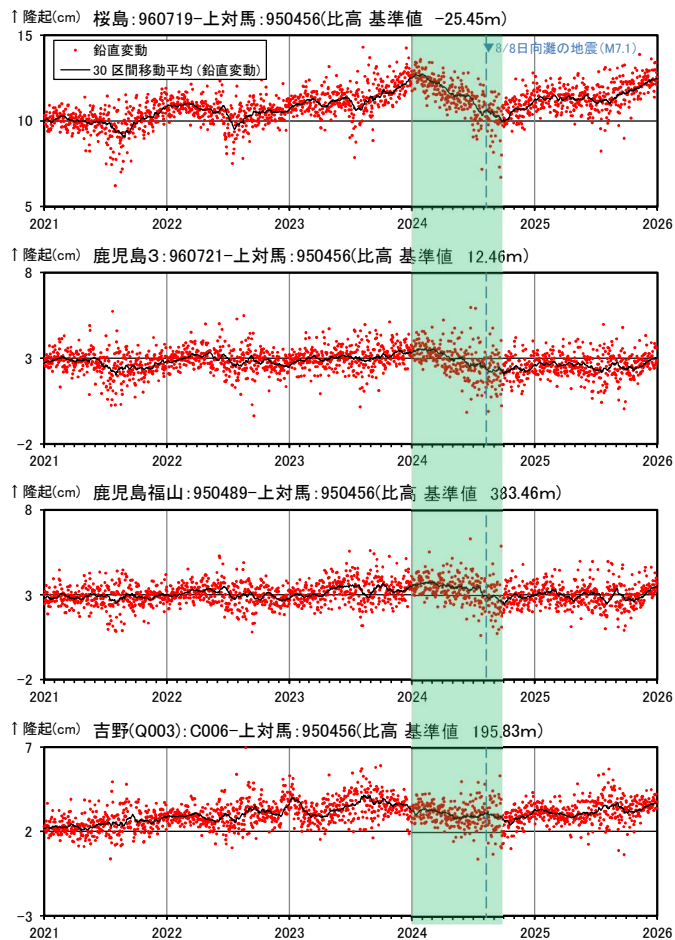 ↑隆起(cm) 桜島:960719-上対馬:950456(比高 基準値 -25.45m)
15
鉛直変動
30 区間移動平均(鉛直変動)
▼8/8日向灘の地震(M7.1)
10
5
2021 2022 2023 2024 2025 2026
↑隆起(cm) 鹿児島3:960721-上対馬:950456(比高 基準値 12.46m)
8
3
-2
2021 2022 2023 2024 2025 2026
↑隆起(cm) 鹿児島福山:950489-上対馬:950456(比高 基準値 383.46m)
8
3
-2
2021 2022 2023 2024 2025 2026
↑隆起(cm) 吉野(Q003):C006-上対馬:950456(比高 基準値 195.83m)
7
2
-3
2021 2022 2023 2024 2025 2026